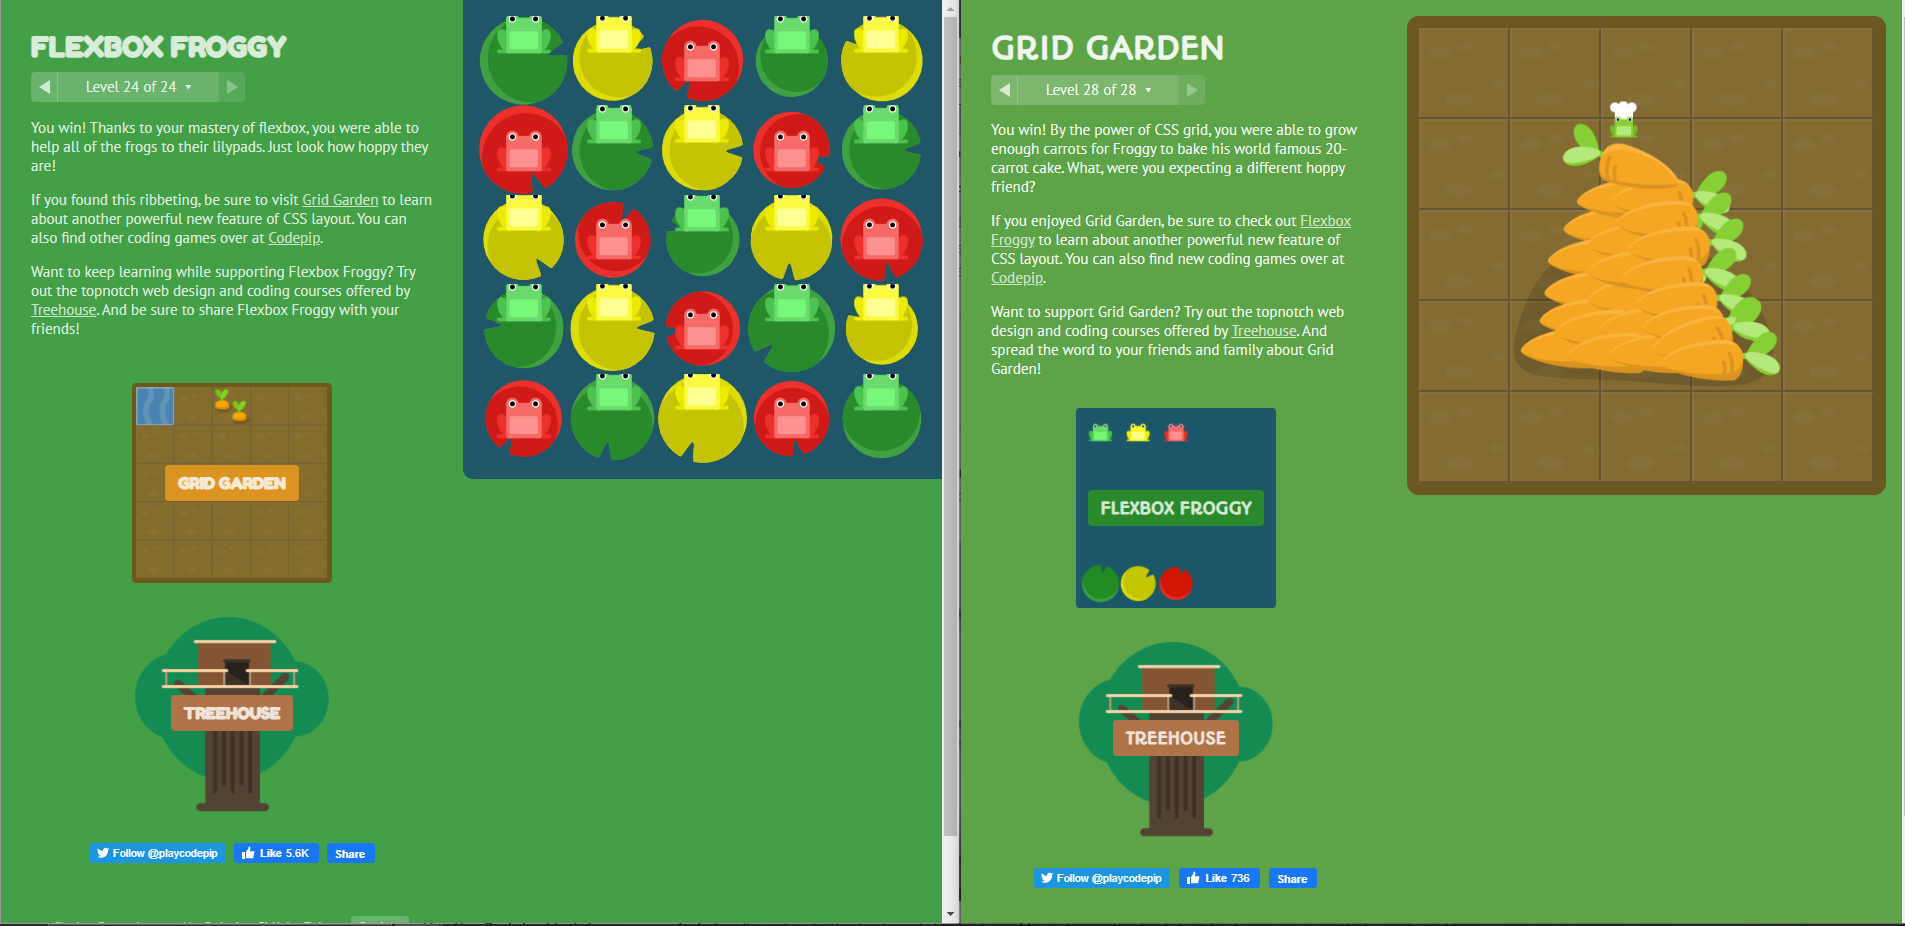 FLEXBOX FROGGY
Level 24 of 24
You win! Thanks to your mastery of flexbox, you were able to
help all of the frogs to their lilypads. Just look how hoppy they
are!
If you found this ribbeting, be sure to visit Grid Garden to learn
about another powerful new feature of CSS layout. You can
also find other coding games over at Codepip.
Want to keep learning while supporting Flexbox Froggy? Try
out the topnotch web design and coding courses offered by
Treehouse. And be sure to share Flexbox Froggy with your
friends!
GRID GARDEN
TREEHOUSE
Follow @playcodepip
Like 5.6K
Share
GRID GARDEN
Level 28 of 28
You win! By the power of CSS grid, you were able to grow
enough carrots for Froggy to bake his world famous 20-
carrot cake. What, were you expecting a different hoppy
friend?
If you enjoyed Grid Garden, be sure to check out Flexbox
Froggy to learn about another powerful new feature of
CSS layout. You can also find new coding games over at
Codepip.
Want to support Grid Garden? Try out the topnotch web
design and coding courses offered by Treehouse. And
spread the word to your friends and family about Grid
Garden!
FLEXBOX FROGGY
TREEHOUSE
Follow @playcodepip
Like 736
Share